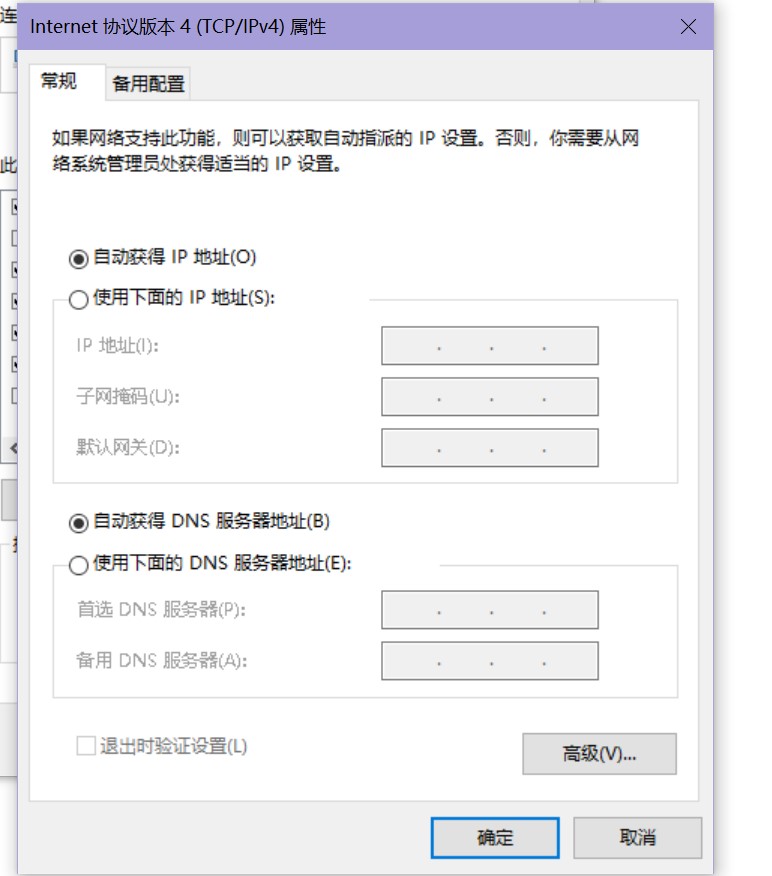 Internet 协议版本 4 (TCP/IPv4) 属性
常规
备用配置
如果网络支持此功能，则可以获取自动指派的 IP 设置。否则，你需要从网
络系统管理员处获得适当的 IP 设置。
自动获得 IP 地址(O)
使用下面的 IP 地址(S):
IP 地址(I):
子网掩码(U):
默认网关(D):
自动获得 DNS 服务器地址(B)
使用下面的 DNS 服务器地址(E):
首选 DNS 服务器(P):
备用 DNS 服务器(A):
退出时验证设置(L)
高级(V)...
确定
取消
此